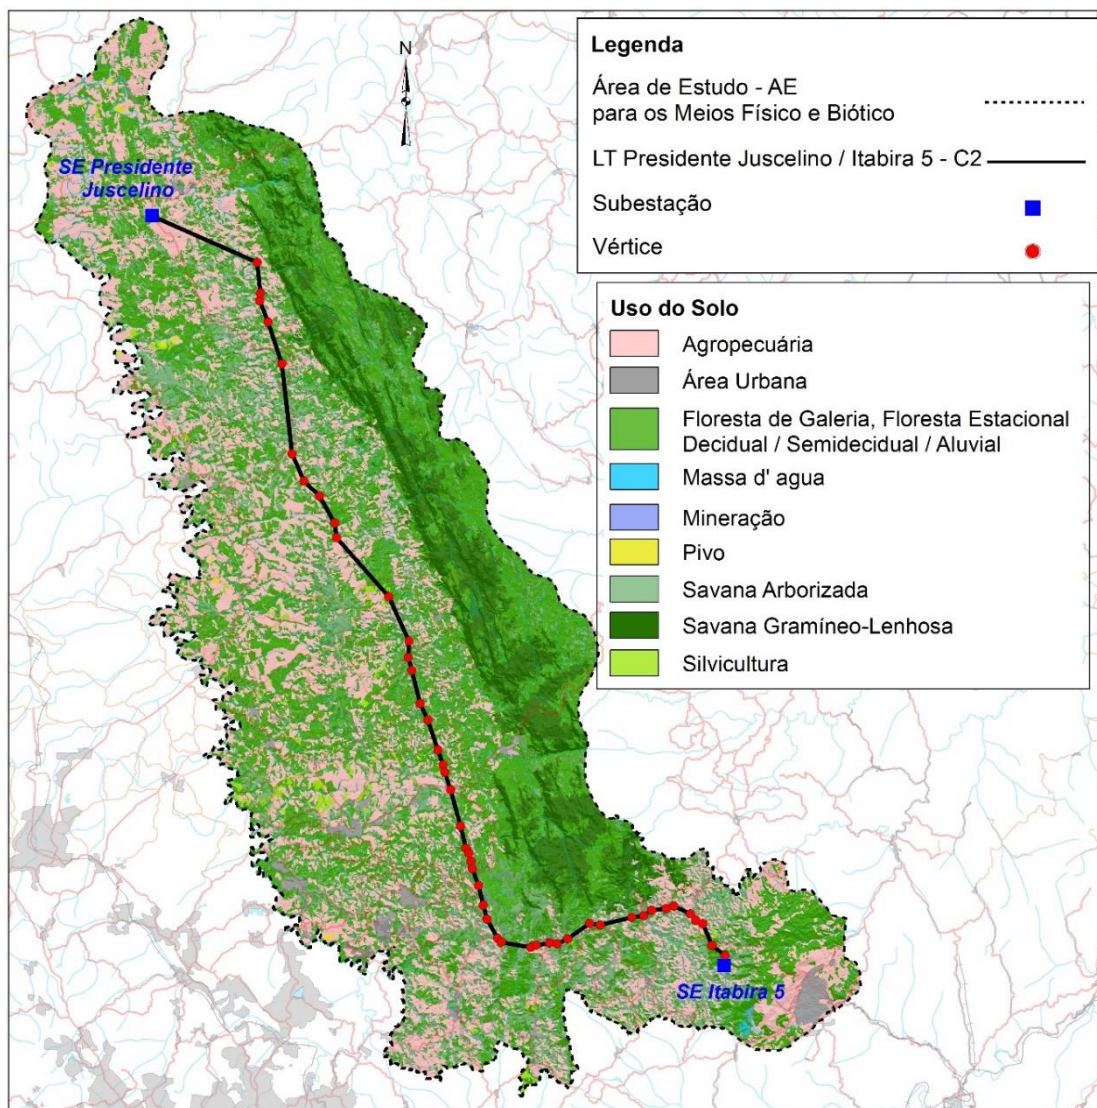 N
SE Presidente
Juscelino
SE Itabira 5
Legenda
Área de Estudo - AE
para os Meios Físico e Biótico
LT Presidente Juscelino / Itabira 5 - C2
Subestação
Vértice
Uso do Solo
Agropecuária
Área Urbana
Floresta de Galeria, Floresta Estacional
Decidual / Semidecidual / Aluvial
Massa d' agua
Mineração
Pivo
Savana Arborizada
Savana Gramíneo-Lenhosa
Silvicultura